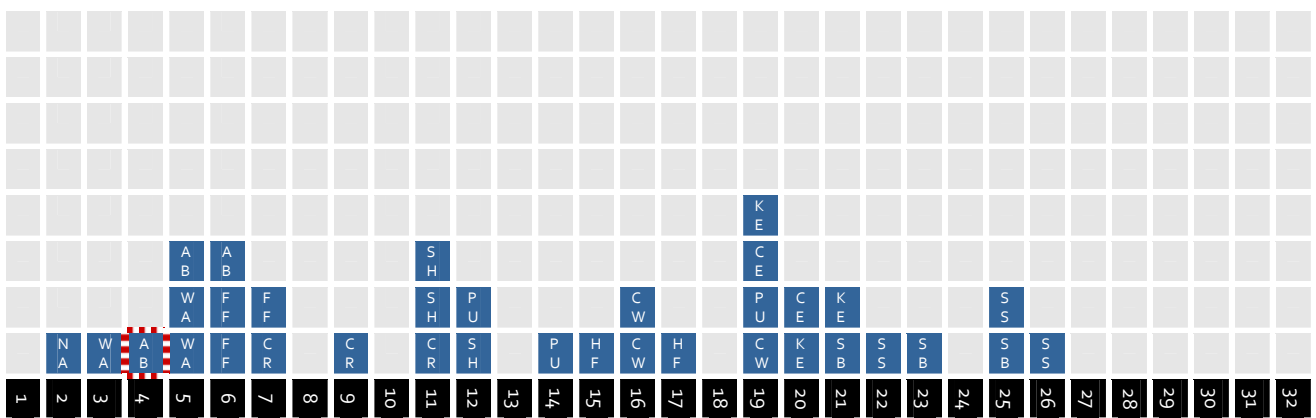 KE
AB AB SH CE
WA FF FF SH PU CW PU CE KE SS
NA WA AB WA FF CR CR CR SH PU HF CW HF CW KE SB SS SB SB SS
1 2 3 4 5 6 7 8 9 10 11 12 13 14 15 16 17 18 19 20 21 22 23 24 25 26 27 28 29 30 31 32